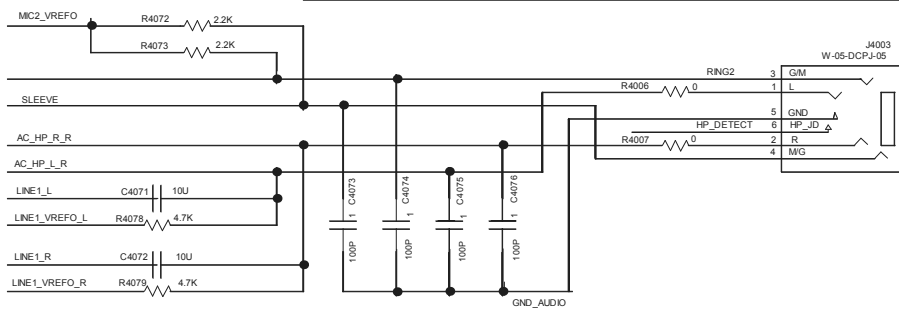 MIC2_VREFO
R4072 2.2K
R4073 2.2K
J4003
W-05-DCPJ-05
RING2 3 G/M
R4006 0 1 L
SLEEVE
5 GND
HP_DETECT 6 HP_JD
AC_HP_R_R
R4007 0 2 R
4 M/G
AC_HP_L_R
LINE1_L C4071 10U
LINE1_VREFO_L R4078 4.7K
C4073 1 100P
C4074 1 100P
C4075 1 100P
C4076 1 100P
LINE1_R C4072 10U
LINE1_VREFO_R R4079 4.7K
GND_AUDIO